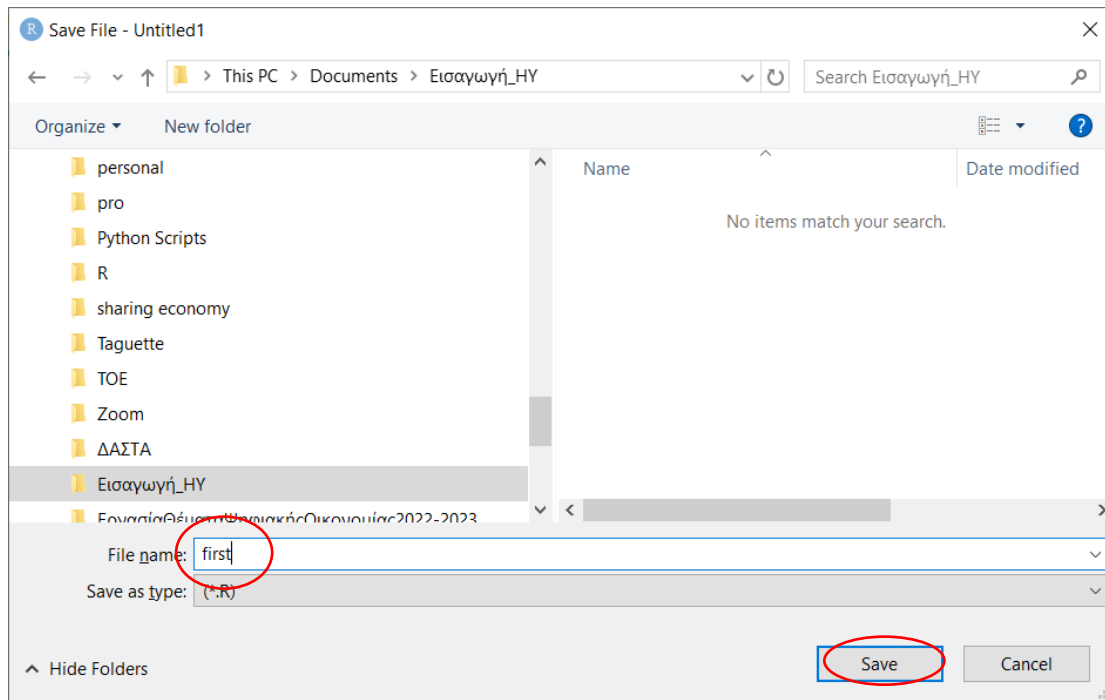 R Save File - Untitled1
> This PC > Documents > Εισαγωγή_ΗΥ
Search Εισαγωγή_ΗΥ
Organize New folder ?
Name Date modified
personal
No items match your search.
pro
Python Scripts
R
sharing economy
Taguette
TOE
Zoom
ΔΑΣΤΑ
Εισαγωγή_ΗΥ
ΕργασίαΘέματαΨηφιακήςΟικονομίας2022-2023
File name: first
Save as type: (*.R)
Hide Folders Save Cancel